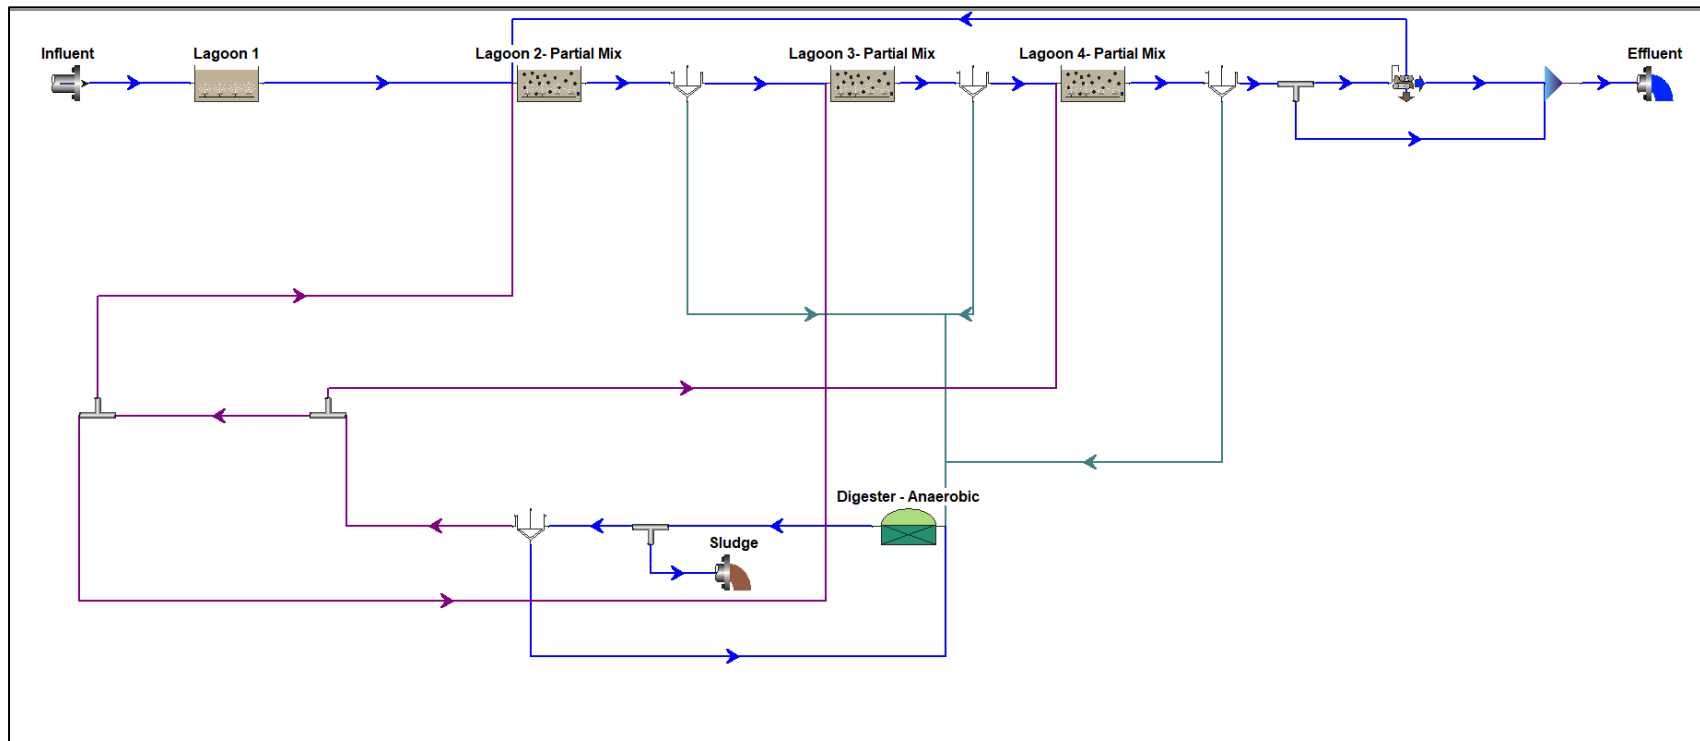 Influent
Lagoon 1
Lagoon 2- Partial Mix
Lagoon 3- Partial Mix
Lagoon 4- Partial Mix
Effluent
Digester - Anaerobic
Sludge